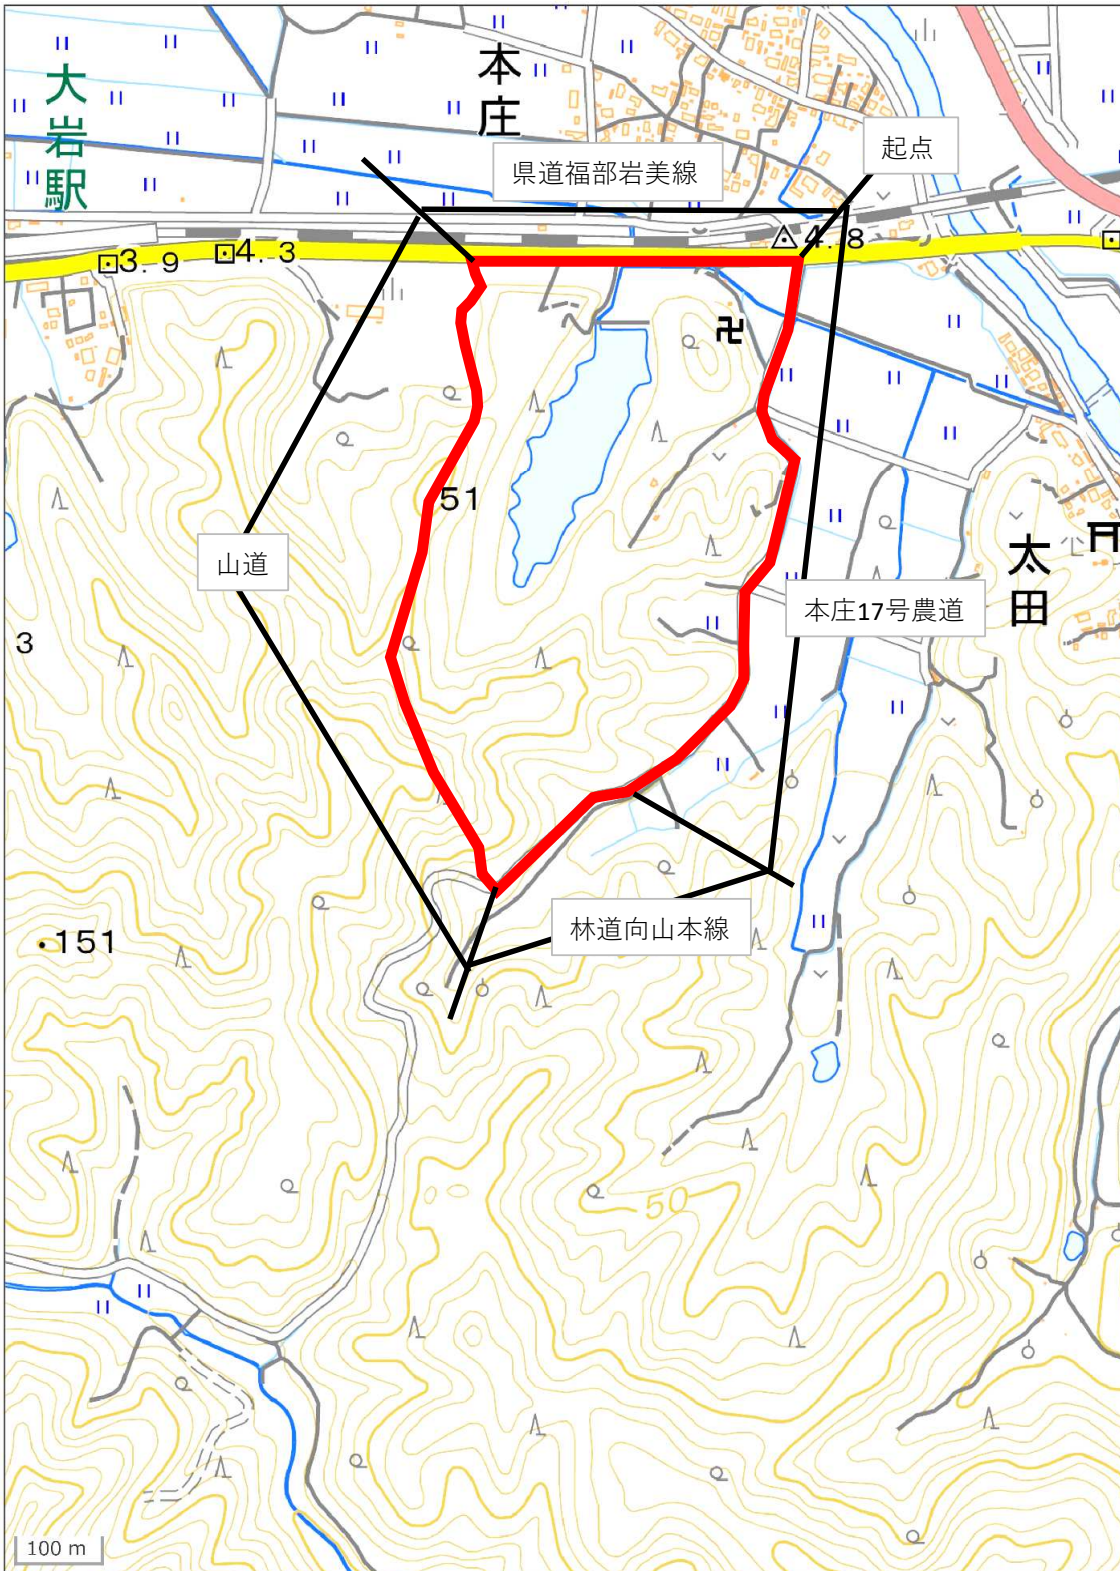 大岩駅
本庄
起点
県道福部岩美線
4.8
4.3
3.9
卍
51
山道
太田
本庄17号農道
3
林道向山本線
151
50
100 m